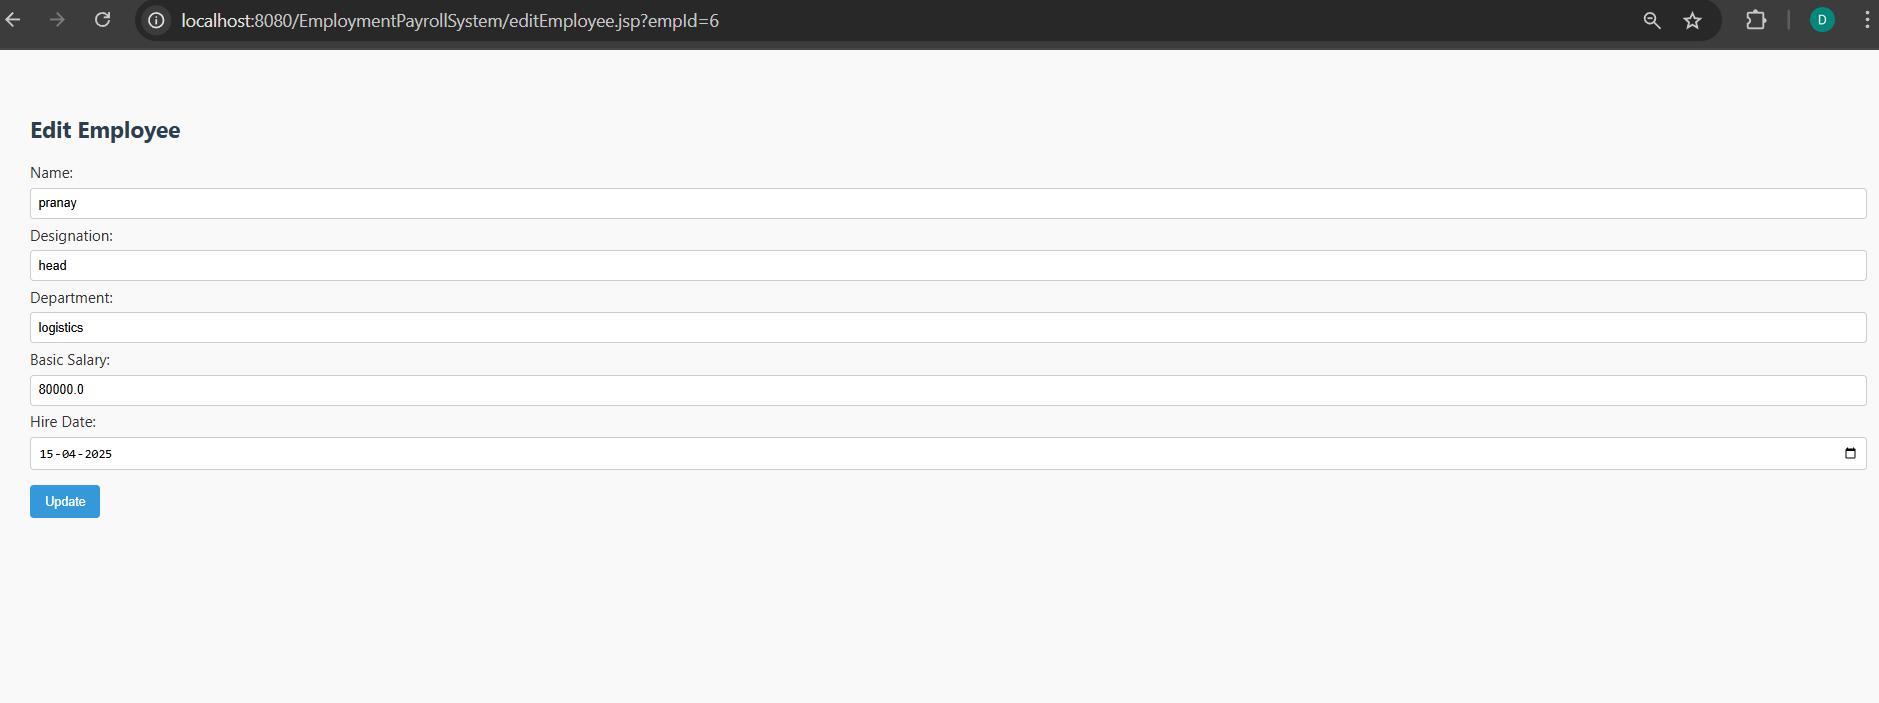 localhost:8080/EmploymentPayrollSystem/editEmployee.jsp?empId=6
D
Edit Employee
Name:
pranay
Designation:
head
Department:
logistics
Basic Salary:
80000.0
Hire Date:
15-04-2025
Update